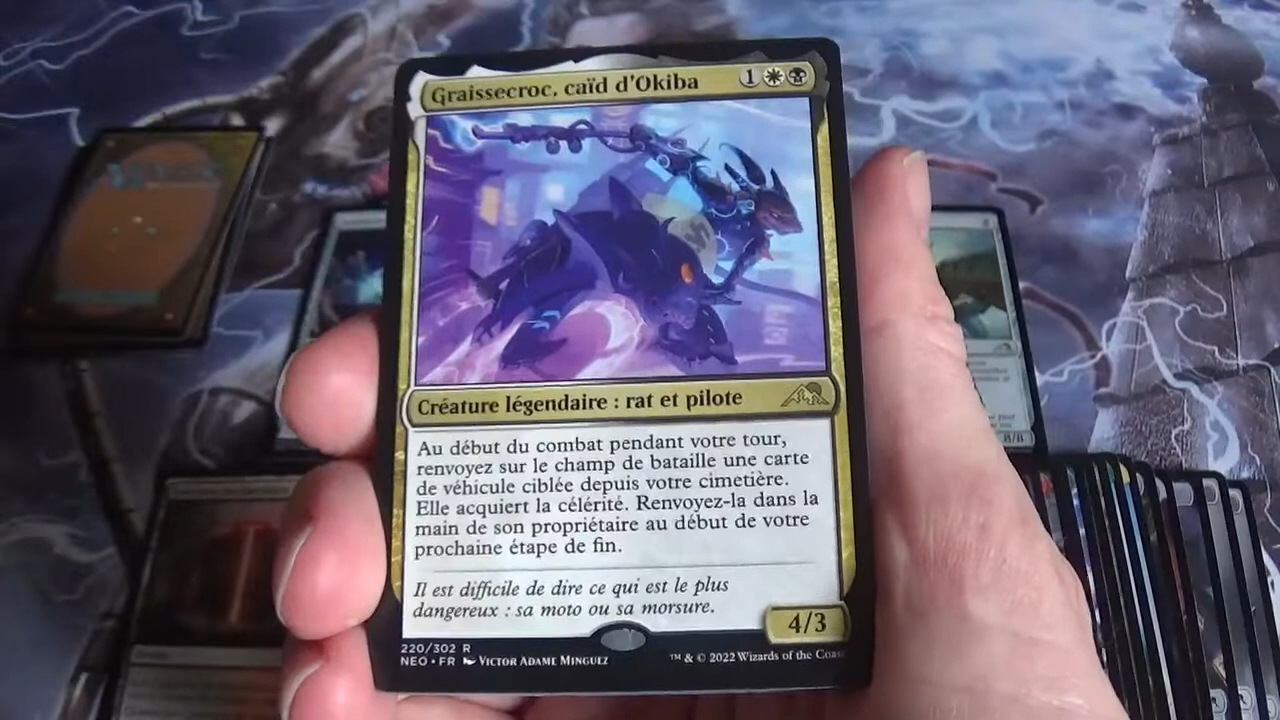 Graissecroc, caïd d'Okiba 1
Créature légendaire : rat et pilote
Au début du combat pendant votre tour,
renvoyez sur le champ de bataille une carte
de véhicule ciblée depuis votre cimetière.
Elle acquiert la célérité. Renvoyez-la dans la
main de son propriétaire au début de votre
prochaine étape de fin.
Il est difficile de dire ce qui est le plus
dangereux : sa moto ou sa morsure.
4/3
220/302 R
NEO • FR Victor Adame Minguez
™ & © 2022 Wizards of the Coas
8/8